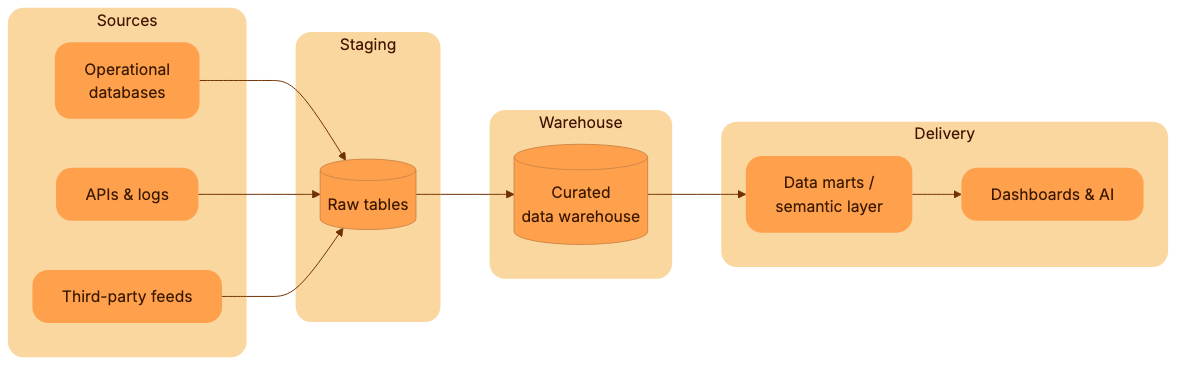 Sources
Operational
databases
APIs & logs
Third-party feeds
Staging
Raw tables
Warehouse
Curated
data warehouse
Delivery
Data marts /
semantic layer
Dashboards & AI